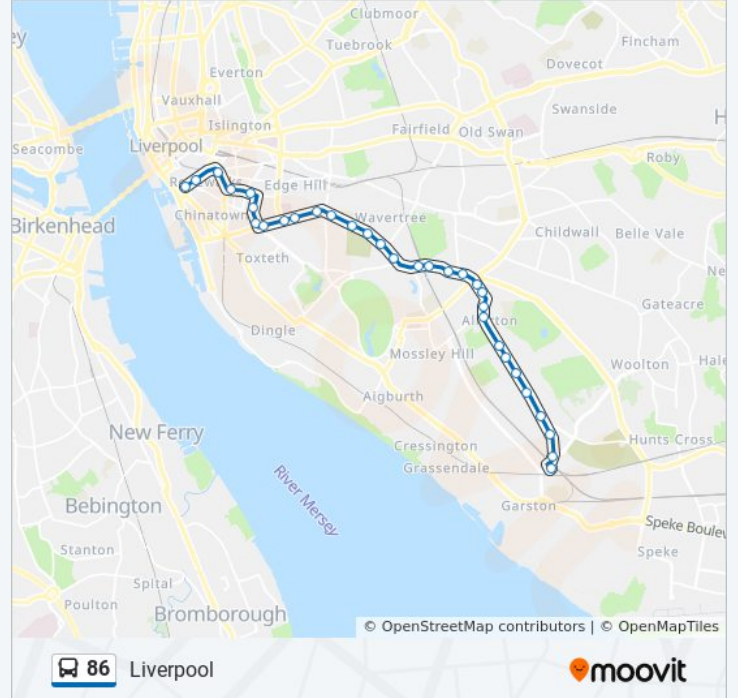 Clubmoor
ey
Tuebrook
Fincham
Dovecot
Everton
Vauxhall
Swanside
Islington
Fairfield
Old Swan
H
Seacombe
Liverpool
Roby
Edge Hill
Birkenhead
Chinatown
Wavertree
Childwall
Belle Vale
Toxteth
Ne
Gateacre
Dingle
Mossley Hill
Woolton
Hale
Aigburth
New Ferry
Cressington
Hunts Cross
Grassendale
River Mersey
Bebington
Garston
Speke Boulev
Stanton
Speke
Spital
Poulton
Bromborough
© OpenStreetMap contributors | © OpenMapTiles
86 Liverpool
moovit